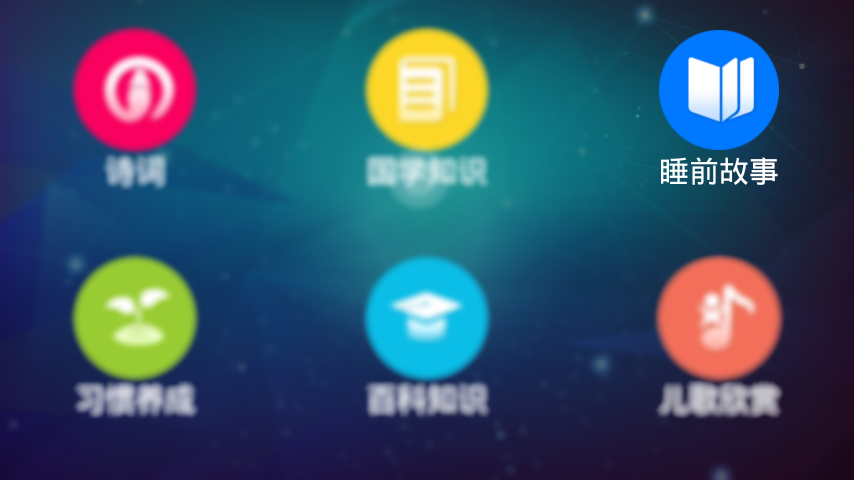 诗词
国学知识
睡前故事
习惯养成
百科知识
儿歌欣赏